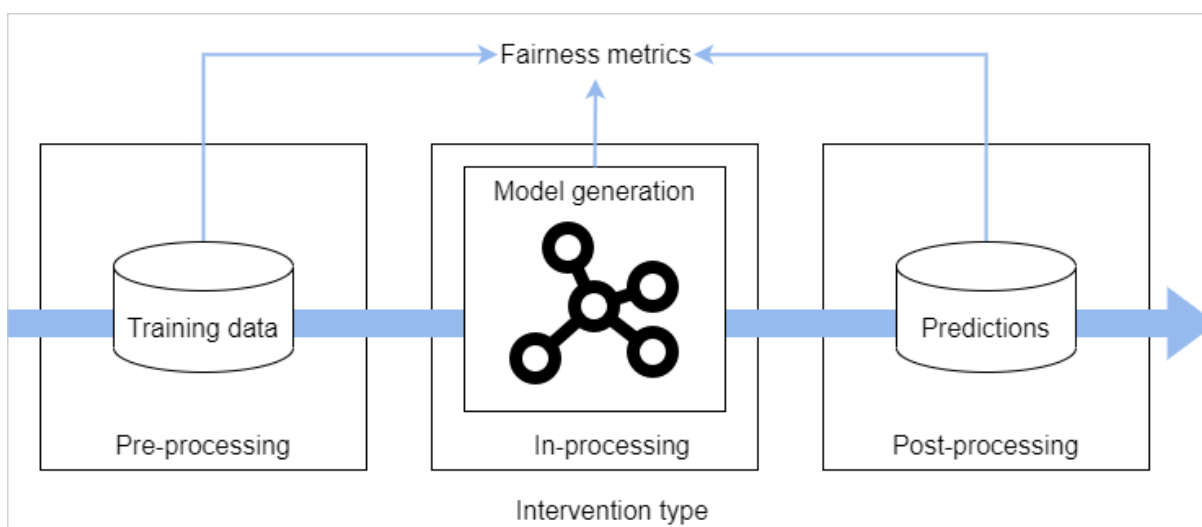 Fairness metrics
Model generation
Training data
Predictions
Pre-processing
In-processing
Post-processing
Intervention type